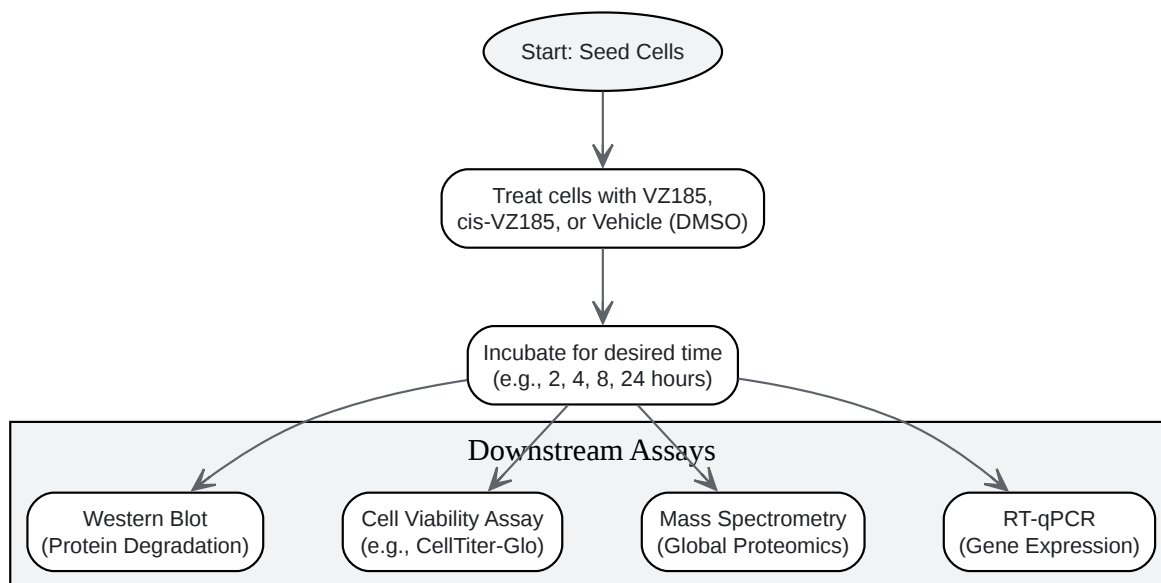 Start: Seed Cells
Treat cells with VZ185,
cis-VZ185, or Vehicle (DMSO)
Incubate for desired time
(e.g., 2, 4, 8, 24 hours)
Downstream Assays
Western Blot
(Protein Degradation)
Cell Viability Assay
(e.g., CellTiter-Glo)
Mass Spectrometry
(Global Proteomics)
RT-qPCR
(Gene Expression)